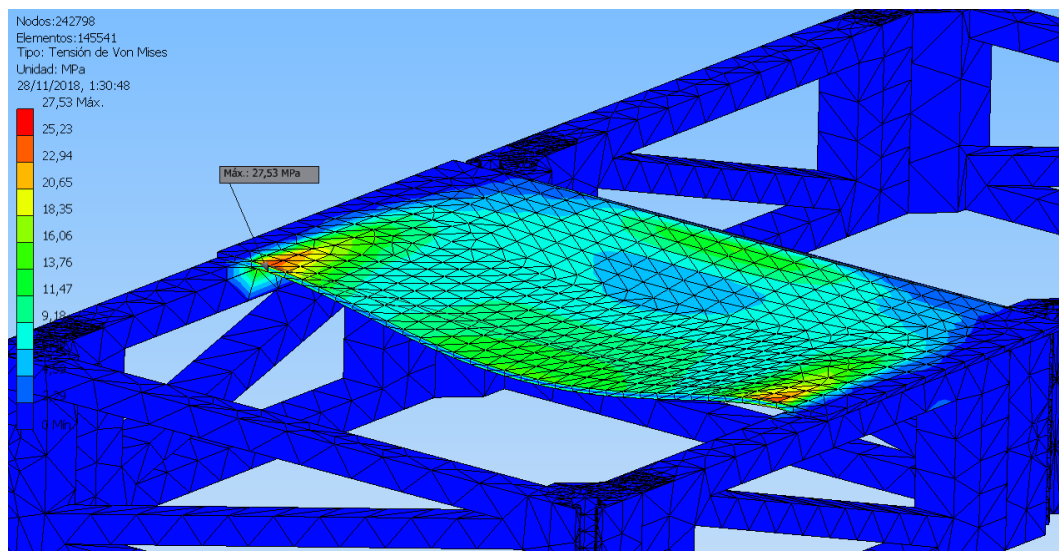 Nodos:242798
Elementos:145541
Tipo: Tensión de Von Mises
Unidad: MPa
28/11/2018, 1:30:48
27,53 Máx.
25,23
22,94
20,65
18,35
Máx.: 27,53 MPa
16,06
13,76
11,47
9,18
0 Mín.